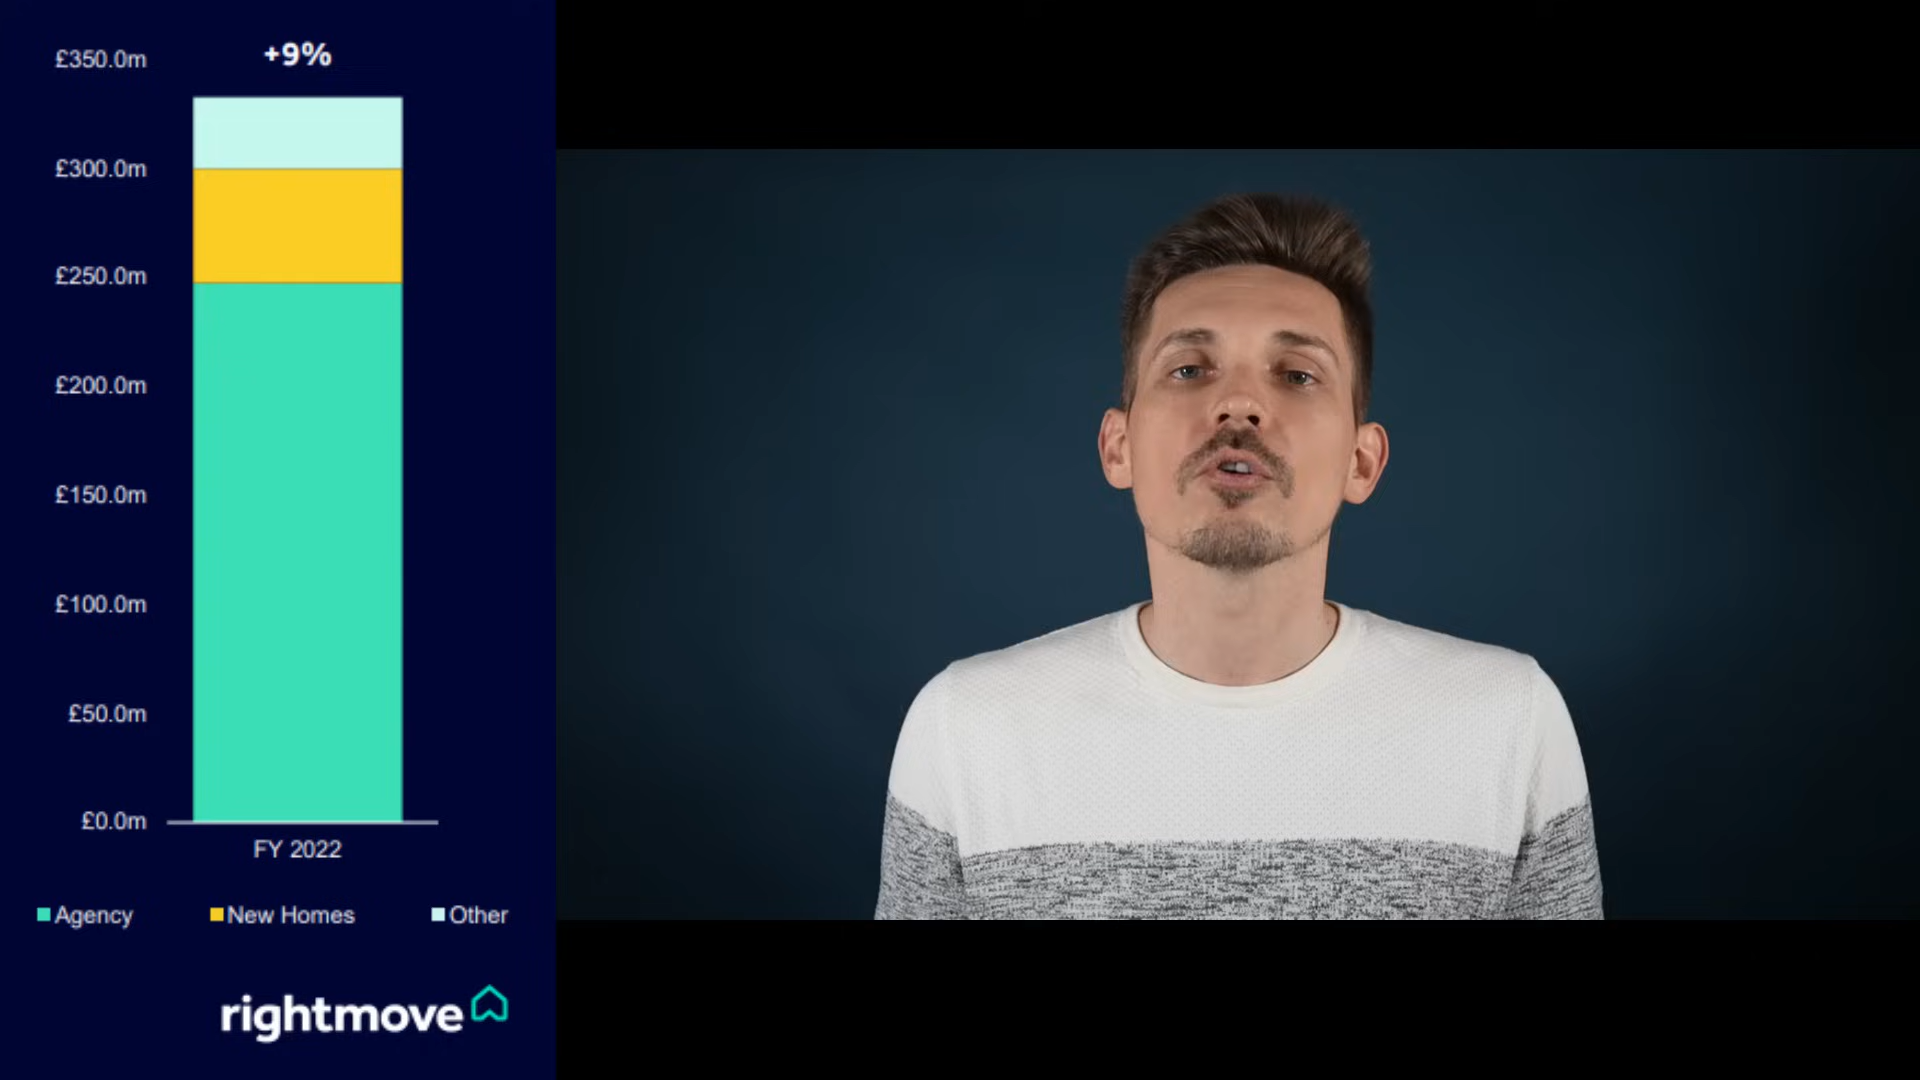 +9%
£350.0m
£300.0m
£250.0m
£200.0m
£150.0m
£100.0m
£50.0m
£0.0m
FY 2022
Agency New Homes Other
rightmove